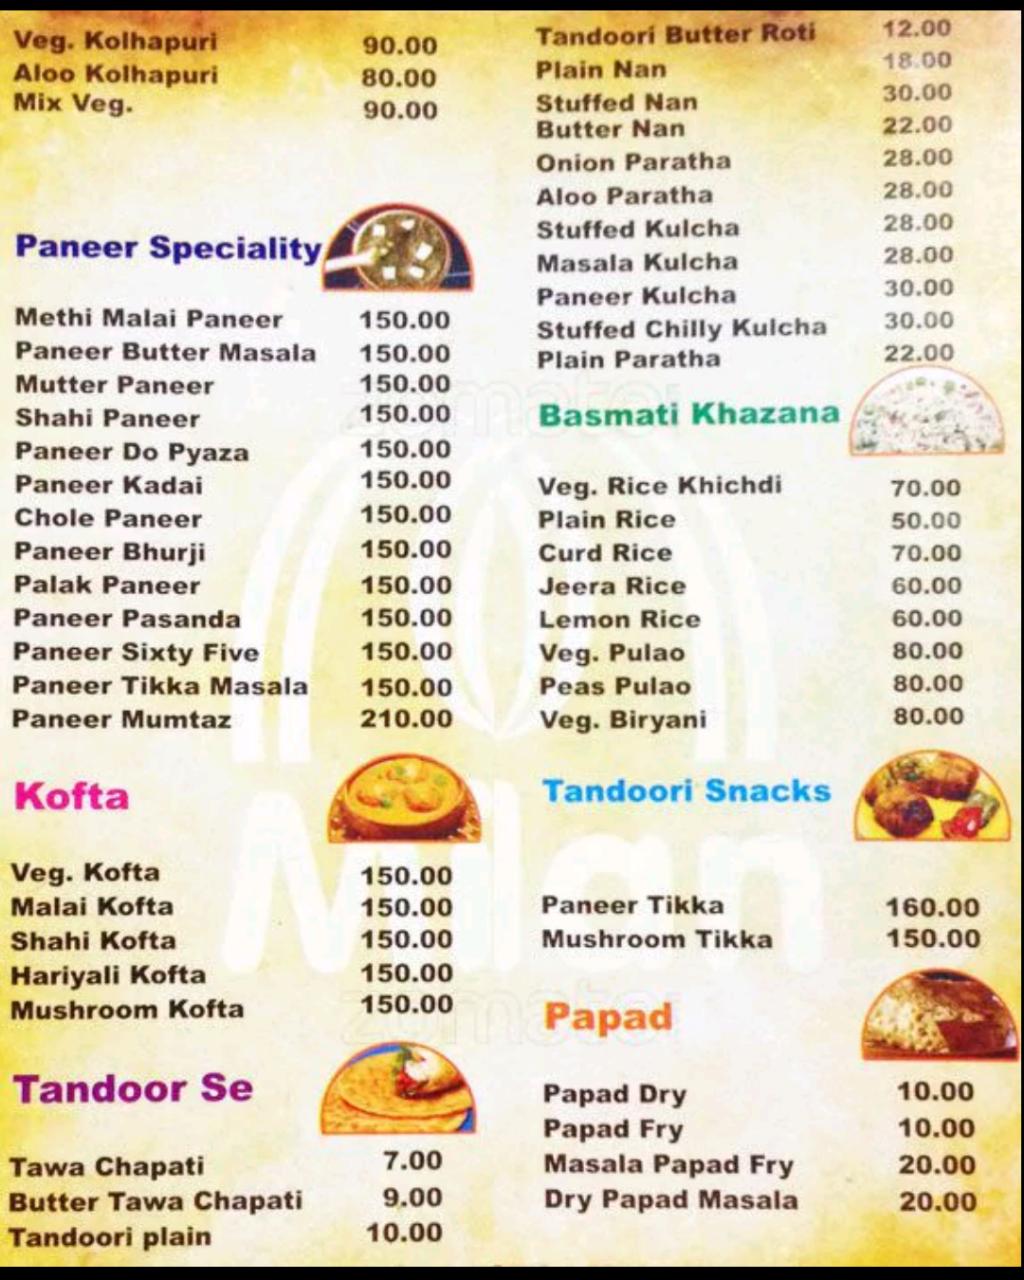 Veg. Kolhapuri 90.00
Aloo Kolhapuri 80.00
Mix Veg. 90.00
Paneer Speciality
Methi Malai Paneer 150.00
Paneer Butter Masala 150.00
Mutter Paneer 150.00
Shahi Paneer 150.00
Paneer Do Pyaza 150.00
Paneer Kadai 150.00
Chole Paneer 150.00
Paneer Bhurji 150.00
Palak Paneer 150.00
Paneer Pasanda 150.00
Paneer Sixty Five 150.00
Paneer Tikka Masala 150.00
Paneer Mumtaz 210.00
Kofta
Veg. Kofta 150.00
Malai Kofta 150.00
Shahi Kofta 150.00
Hariyali Kofta 150.00
Mushroom Kofta 150.00
Tandoor Se
Tawa Chapati 7.00
Butter Tawa Chapati 9.00
Tandoori plain 10.00
Tandoori Butter Roti 12.00
Plain Nan 18.00
Stuffed Nan 30.00
Butter Nan 22.00
Onion Paratha 28.00
Aloo Paratha 28.00
Stuffed Kulcha 28.00
Masala Kulcha 28.00
Paneer Kulcha 30.00
Stuffed Chilly Kulcha 30.00
Plain Paratha 22.00
Basmati Khazana
Veg. Rice Khichdi 70.00
Plain Rice 50.00
Curd Rice 70.00
Jeera Rice 60.00
Lemon Rice 60.00
Veg. Pulao 80.00
Peas Pulao 80.00
Veg. Biryani 80.00
Tandoori Snacks
Paneer Tikka 160.00
Mushroom Tikka 150.00
Papad
Papad Dry 10.00
Papad Fry 10.00
Masala Papad Fry 20.00
Dry Papad Masala 20.00
Milan
zomato
zomato